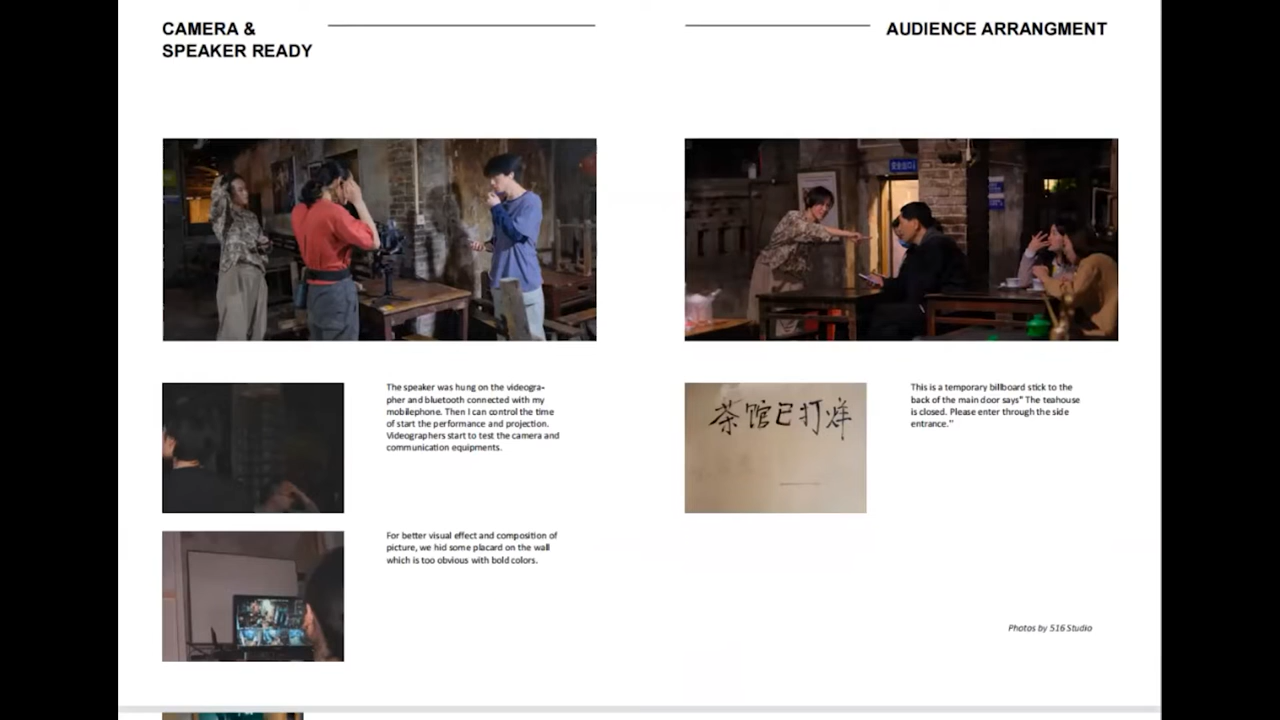 CAMERA &
SPEAKER READY
AUDIENCE ARRANGMENT
安全出口
The speaker was hung on the videogra-
pher and bluetooth connected with my
mobilephone. Then I can control the time
of start the performance and projection.
Videographers start to test the camera and
communication equipments.
For better visual effect and composition of
picture, we hid some placard on the wall
which is too obvious with bold colors.
茶馆已打烊
This is a temporary billboard stick to the
back of the main door says" The teahouse
is closed. Please enter through the side
entrance."
Photos by 516 Studio